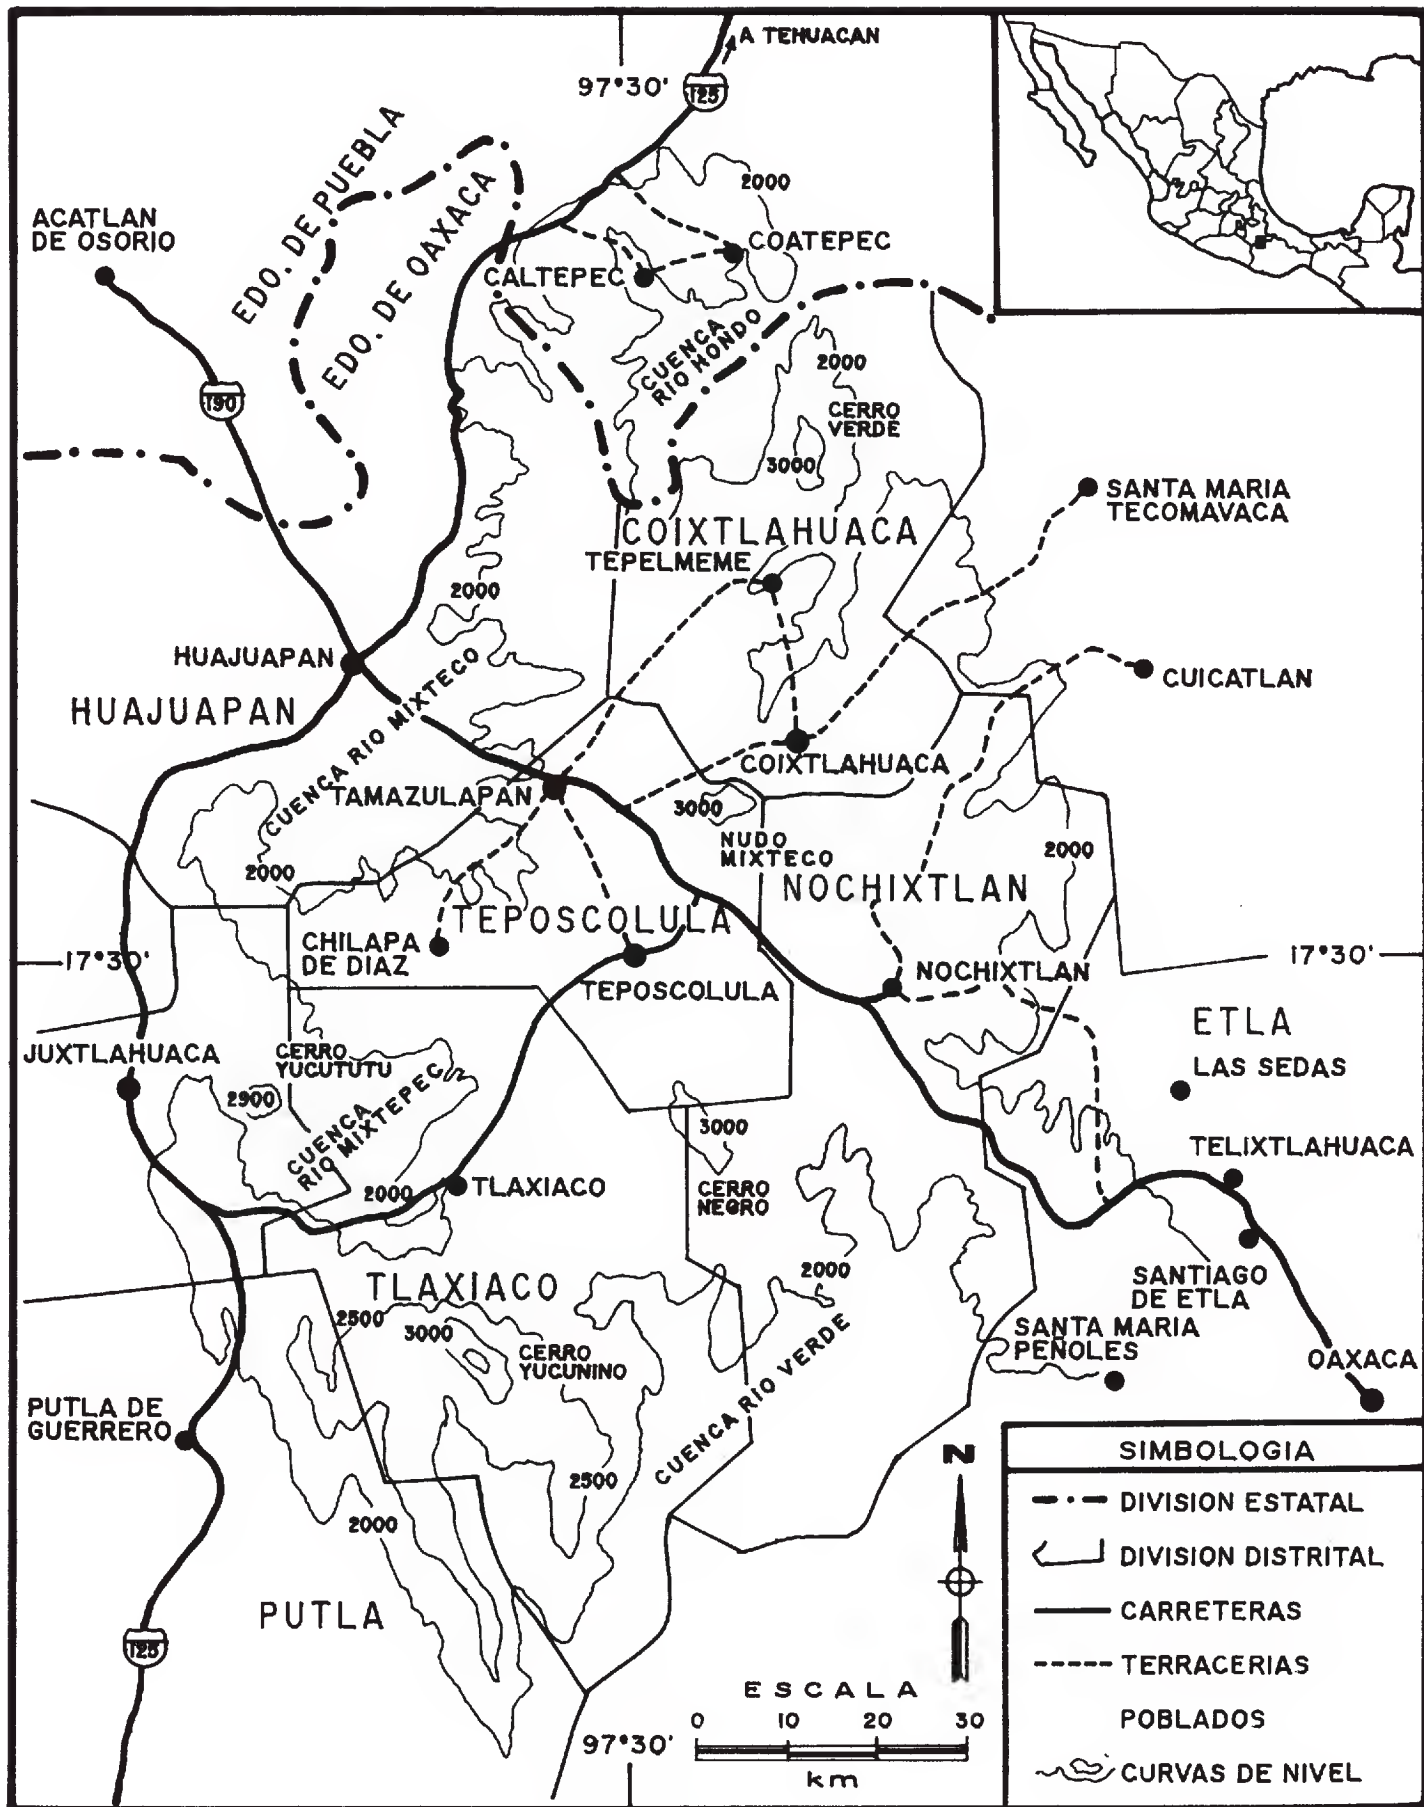 A TEHUACAN
97°30'
125
EDO. DE PUEBLA
EDO. DE OAXACA
2000
ACATLAN
DE OSORIO
COATEPEC
CALTEPEC
CUENCA
RIO HONDO
2000
190
CERRO
VERDE
3000
SANTA MARIA
TECOMAVACA
COIXTLAHUACA
TEPELMEME
2000
HUAJUAPAN
CUICATLAN
HUAJUAPAN
CUENCA RIO MIXTECO
COIXTLAHUACA
TAMAZULAPAN
3000
NUDO
MIXTECO
2000
2000
NOCHIXTLAN
TEPOSCOLULA
CHILAPA
DE DIAZ
17°30'
17°30'
NOCHIXTLAN
TEPOSCOLULA
ETLA
JUXTLAHUACA
CERRO
YUCUTUTU
LAS SEDAS
2900
CUENCA
RIO MIXTEPEC
3000
TELIXTLAHUACA
2000
TLAXIACO
CERRO
NEGRO
2000
SANTIAGO
DE ETLA
TLAXIACO
2500
3000
CERRO
YUCUNINO
SANTA MARIA
PEÑOLES
OAXACA
CUENCA RIO VERDE
PUTLA DE
GUERRERO
2500
2000
PUTLA
125
N
SIMBOLOGIA
DIVISION ESTATAL
DIVISION DISTRITAL
CARRETERAS
TERRACERIAS
POBLADOS
CURVAS DE NIVEL
ESCALA
0 10 20 30
km
97°30'